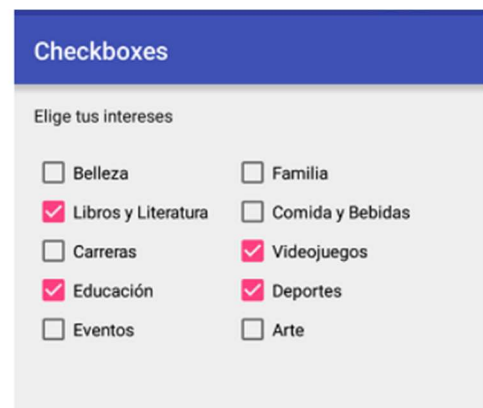 Checkboxes
Elige tus intereses
Belleza
Familia
Libros y Literatura
Comida y Bebidas
Carreras
Videojuegos
Educación
Deportes
Eventos
Arte